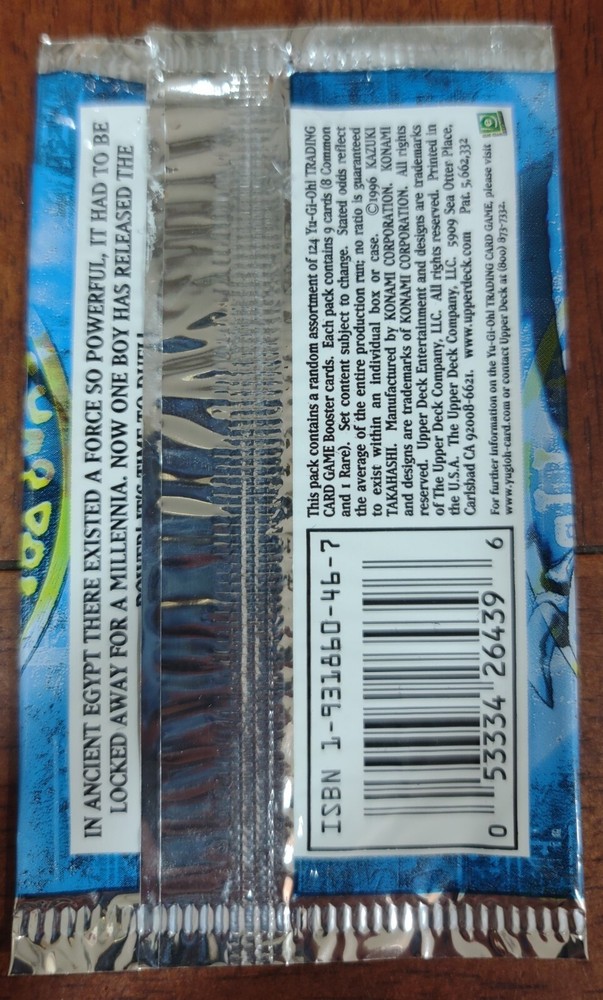 IN ANCIENT EGYPT THERE EXISTED A FORCE SO POWERFUL, IT HAD TO BE
LOCKED AWAY FOR A MILLENNIA. NOW ONE BOY HAS RELEASED THE
POWER! IT'S TIME TO DUEL!
This pack contains a random assortment of 124 Yu-Gi-Oh! TRADING
CARD GAME Booster cards. Each pack contains 9 cards (8 Common
and 1 Rare). Set content subject to change. Stated odds reflect
the average of the entire production run; no ratio is guaranteed
to exist within an individual box or case. ©1996 KAZUKI
TAKAHASHI. Manufactured by KONAMI CORPORATION. KONAMI
and designs are trademarks of KONAMI CORPORATION. All rights
reserved. Upper Deck Entertainment and designs are trademarks
of The Upper Deck Company, LLC. All rights reserved. Printed in
the U.S.A. The Upper Deck Company, LLC. 5909 Sea Otter Place,
Carlsbad CA 92008-6621. www.upperdeck.com Pat. 5,662,332
For further information on the Yu-Gi-Oh! TRADING CARD GAME, please visit
www.yugioh-card.com or contact Upper Deck at (800) 873-7332.
ISBN 1-931860-46-7
0 53334 26439 6